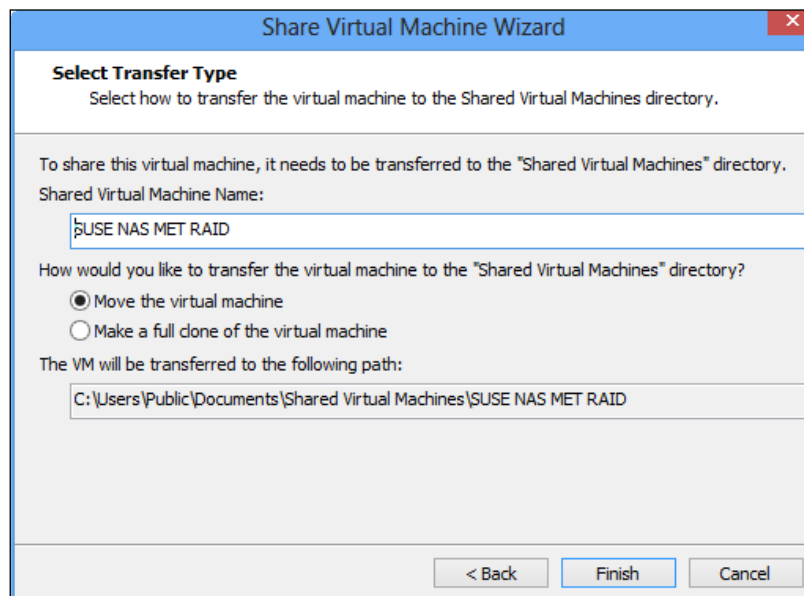 Share Virtual Machine Wizard
Select Transfer Type
Select how to transfer the virtual machine to the Shared Virtual Machines directory.
To share this virtual machine, it needs to be transferred to the "Shared Virtual Machines" directory.
Shared Virtual Machine Name:
SUSE NAS MET RAID
How would you like to transfer the virtual machine to the "Shared Virtual Machines" directory?
Move the virtual machine
Make a full clone of the virtual machine
The VM will be transferred to the following path:
C:\Users\Public\Documents\Shared Virtual Machines\SUSE NAS MET RAID
< Back Finish Cancel